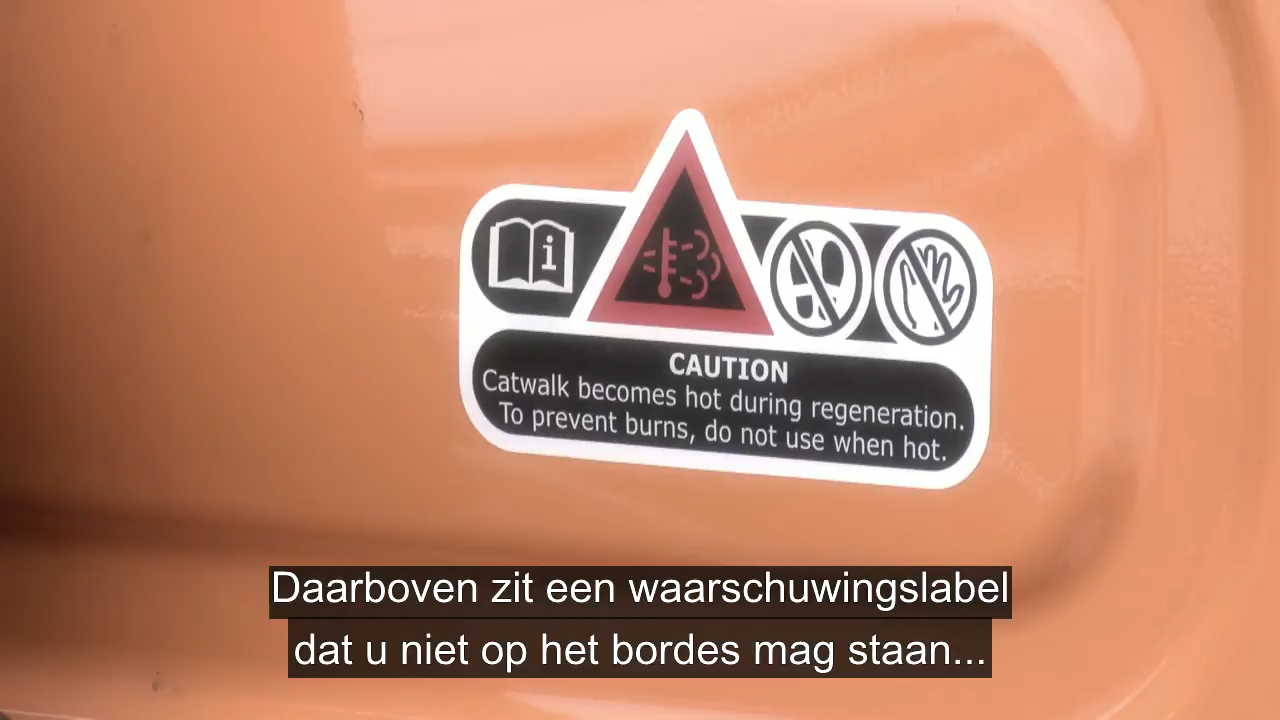 CAUTION
Catwalk becomes hot during regeneration.
To prevent burns, do not use when hot.
Daarboven zit een waarschuwingslabel
dat u niet op het bordes mag staan...